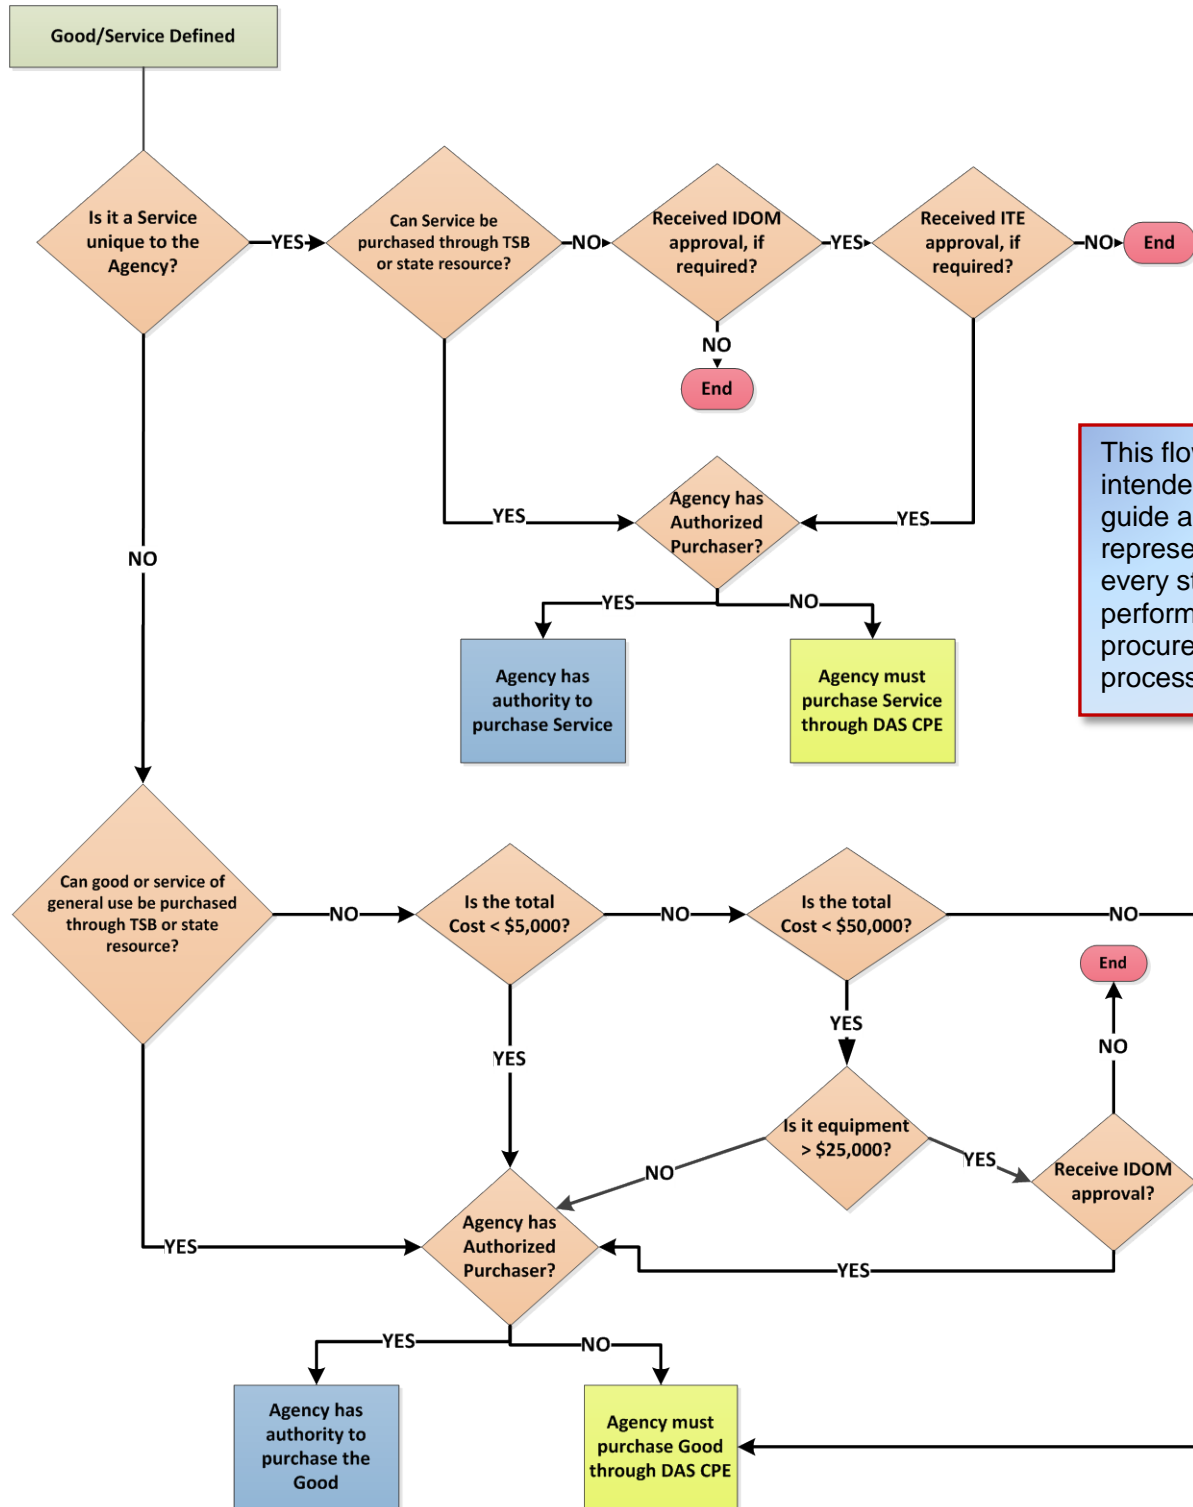 Good/Service Defined
Is it a Service
unique to the
Agency?
YES
Can Service be
purchased through TSB
or state resource?
NO
Received IDOM
approval, if
required?
YES
Received ITE
approval, if
required?
NO
End
NO
End
NO
YES
Agency has
Authorized
Purchaser?
YES
YES
NO
Agency has
authority to
purchase Service
Agency must
purchase Service
through DAS CPE
This
intende
guide a
represe
every st
perform
procure
process
Can good or service of
general use be purchased
through TSB or state
resource?
NO
Is the total
Cost < $5,000?
NO
Is the total
Cost < $50,000?
NO
End
YES
YES
NO
Is it equipment
> $25,000?
NO
YES
Receive IDOM
approval?
YES
Agency has
Authorized
Purchaser?
YES
YES
NO
Agency has
authority to
purchase the
Good
Agency must
purchase Good
through DAS CPE